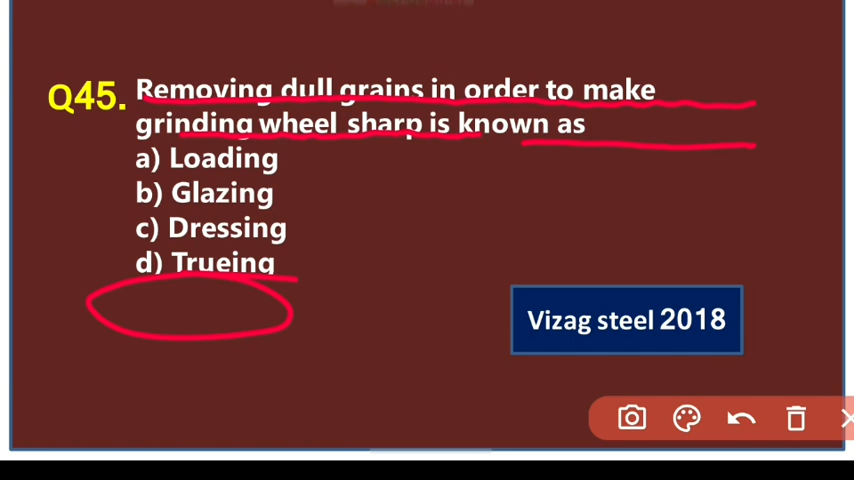 Q45. Removing dull grains in order to make
grinding wheel sharp is known as
a) Loading
b) Glazing
c) Dressing
d) Trueing
Vizag steel 2018